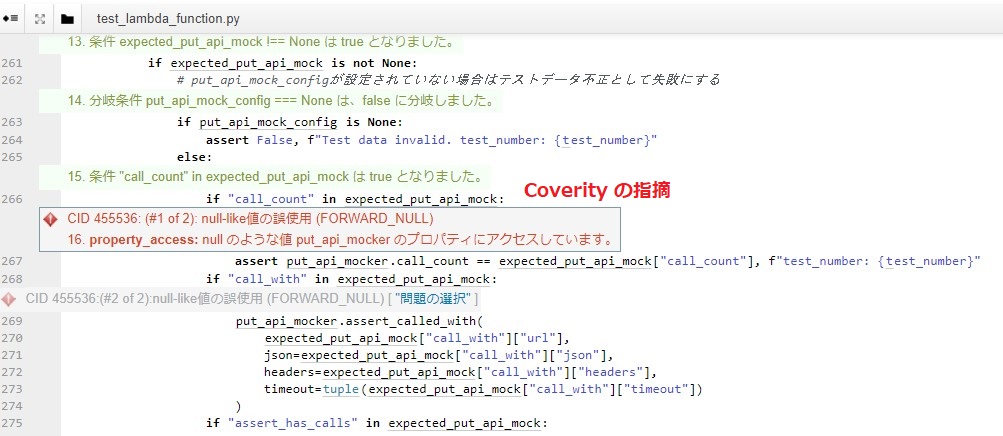 test_lambda_function.py
13. 条件 expected_put_api_mock !== None は true となりました。
261 if expected_put_api_mock is not None:
262 # put_api_mock_configが設定されていない場合はテストデータ不正として失敗にする
14. 分岐条件 put_api_mock_config === None は、false に分岐しました。
263 if put_api_mock_config is None:
264 assert False, f"Test data invalid. test_number: {test_number}"
265 else:
15. 条件 "call_count" in expected_put_api_mock は true となりました。
266 if "call_count" in expected_put_api_mock:
Coverity の指摘
CID 455536: (#1 of 2): null-like値の誤使用 (FORWARD_NULL)
16. property_access: null のような値 put_api_mocker のプロパティにアクセスしています。
267 assert put_api_mocker.call_count == expected_put_api_mock["call_count"], f"test_number: {test_number}"
268 if "call_with" in expected_put_api_mock:
CID 455536:(#2 of 2):null-like値の誤使用 (FORWARD_NULL) [ "問題の選択" ]
269 put_api_mocker.assert_called_with(
270 expected_put_api_mock["call_with"]["url"],
271 json=expected_put_api_mock["call_with"]["json"],
272 headers=expected_put_api_mock["call_with"]["headers"],
273 timeout=tuple(expected_put_api_mock["call_with"]["timeout"])
274 )
275 if "assert_has_calls" in expected_put_api_mock: